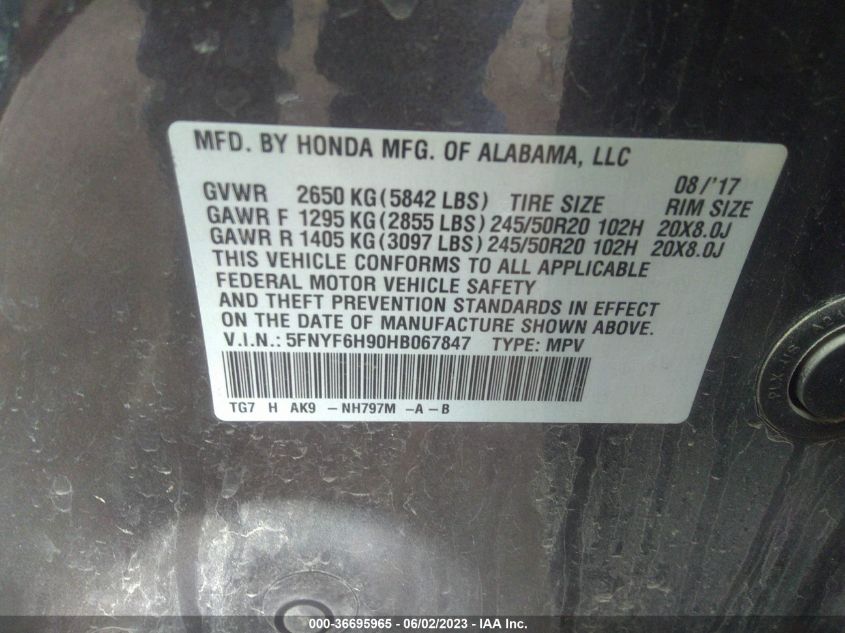 MFD. BY HONDA MFG. OF ALABAMA, LLC
08/'17
GVWR 2650 KG(5842 LBS) TIRE SIZE RIM SIZE
GAWR F 1295 KG(2855 LBS) 245/50R20 102H 20X8.0J
GAWR R 1405 KG(3097 LBS) 245/50R20 102H 20X8.0J
THIS VEHICLE CONFORMS TO ALL APPLICABLE
FEDERAL MOTOR VEHICLE SAFETY
AND THEFT PREVENTION STANDARDS IN EFFECT
ON THE DATE OF MANUFACTURE SHOWN ABOVE.
V.I.N.: 5FNYF6H90HB067847 TYPE: MPV
TG7 H AK9 -NH797M -A-B
000-36695965 - 06/02/2023 - IAA Inc.